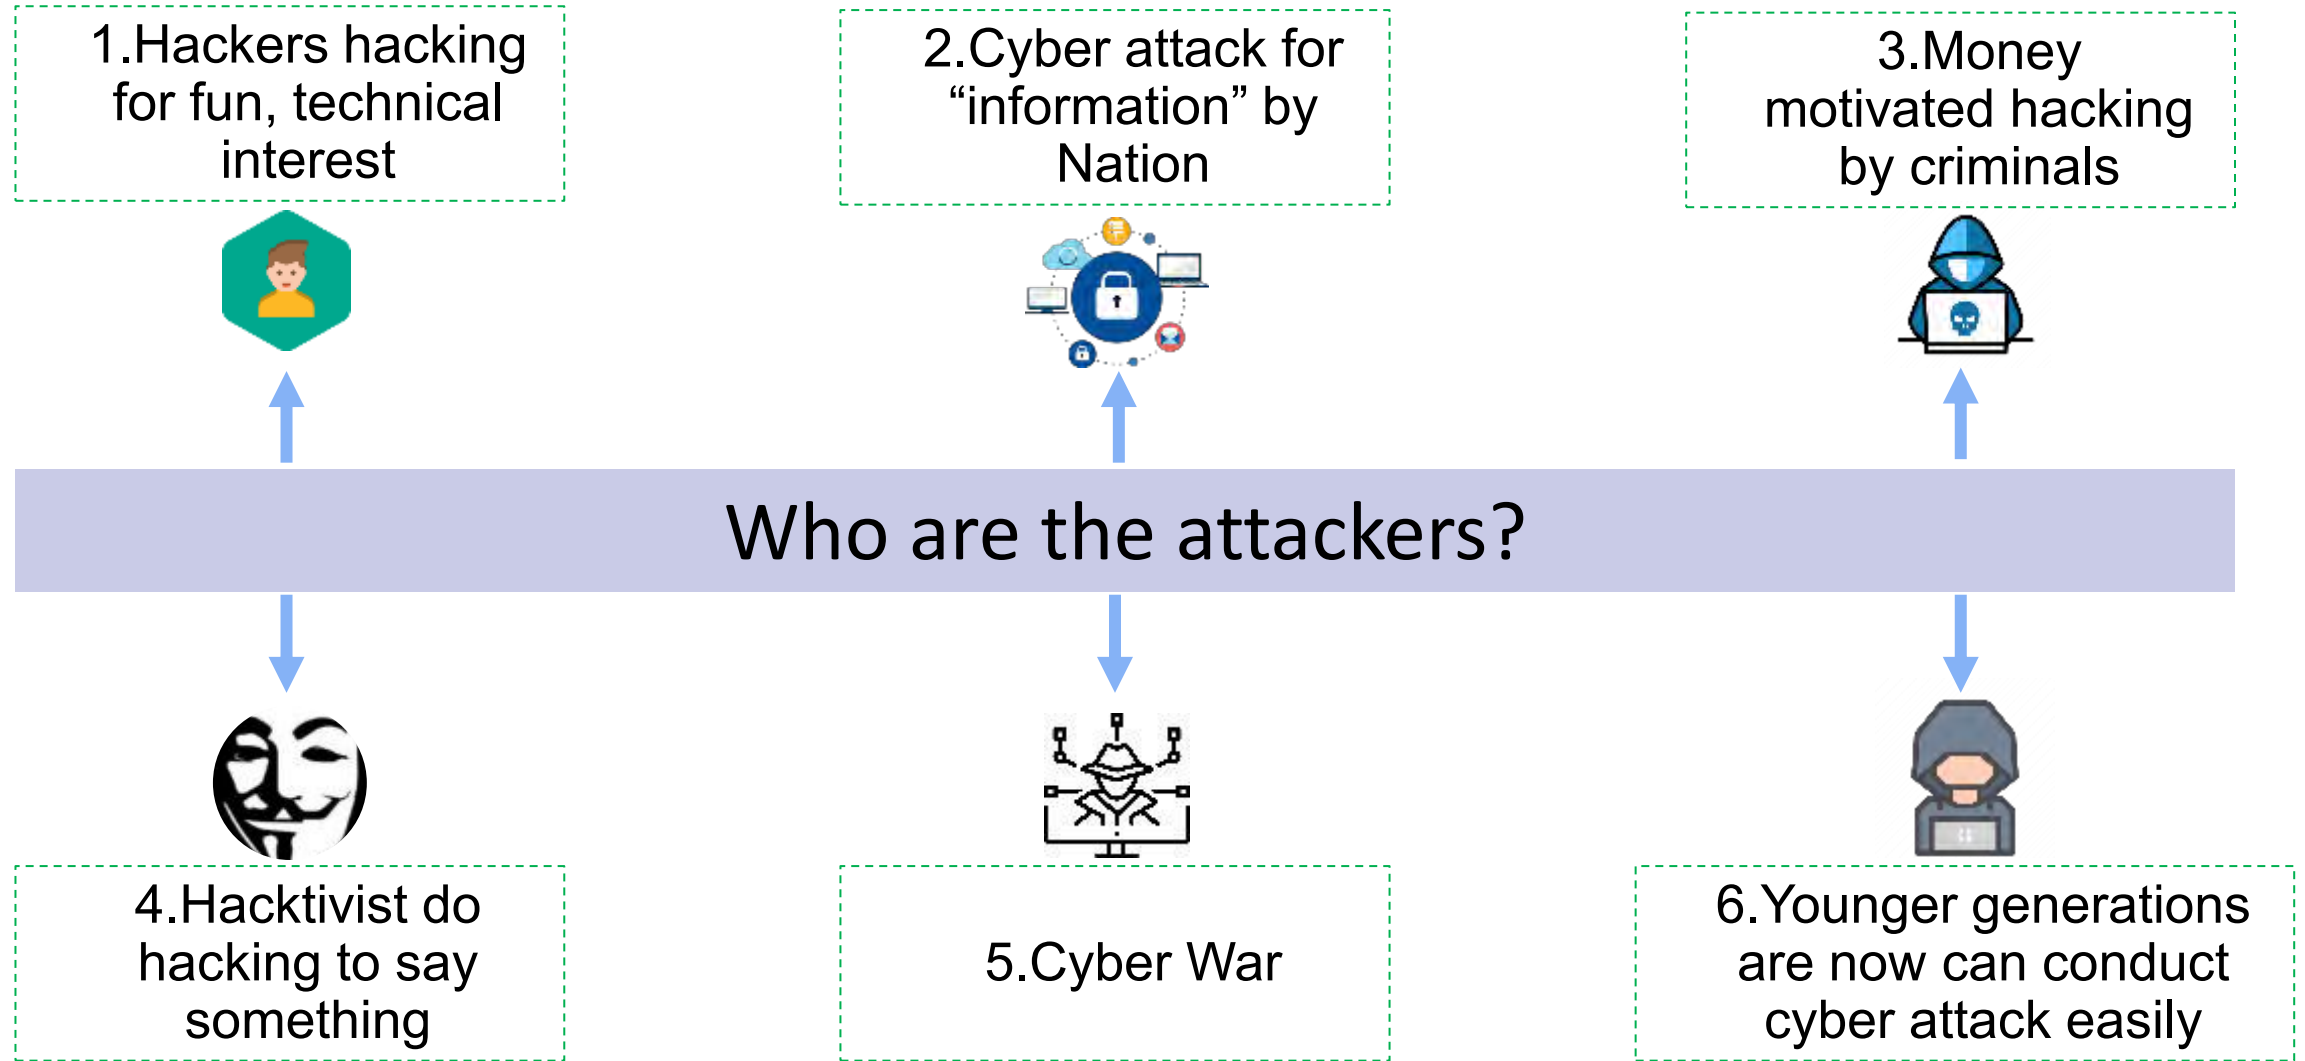 1.Hackers hacking
for fun, technical
interest
2.Cyber attack for
“information” by
Nation
3.Money
motivated hacking
by criminals
Who are the attackers?
4.Hacktivist do
hacking to say
something
5.Cyber War
6.Younger generations
are now can conduct
cyber attack easily